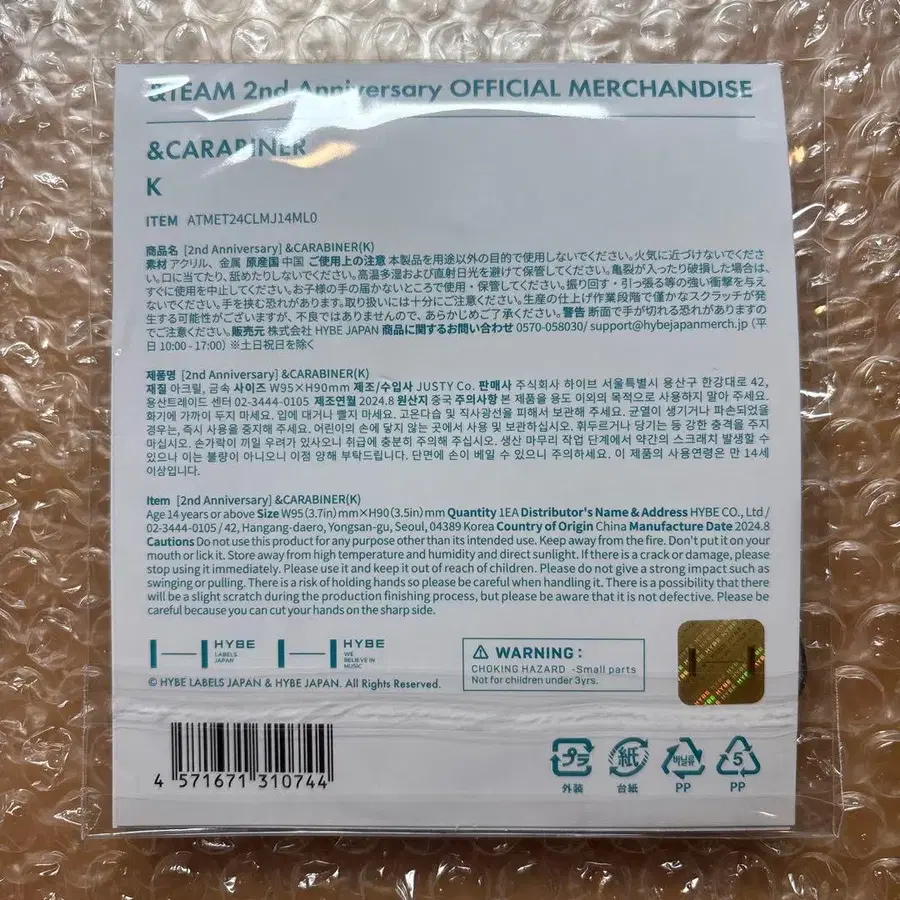 &TEAM 2nd Anniversary OFFICIAL MERCHANDISE
&CARABINER
K
ITEM ATMET24CLMJ14ML0
商品名 [2nd Anniversary] &CARABINER(K)
素材 アクリル、金属 原産国 中国 ご使用上の注意 本製品を用途以外の目的で使用しないでください。火気に近づけないでくださ
い。口に当てたり、舐めたりしないでください。高温多湿および直射日光を避けて保管してください。亀裂が入ったり破損した場合は、
すぐに使用を中止してください。お子様の手の届かないところで使用・保管してください。振り回す・引っ張る等の強い衝撃を与え
ないでください。手を挟む恐れがあります。取り扱いには十分にご注意ください。生産の仕上げ作業段階で僅かなスクラッチが発
生する可能性がございますが、不良ではありませんので、あらかじめご了承ください。警告 断面で手が切れる恐れがありますの
でご注意ください。販売元 株式会社 HYBE JAPAN 商品に関するお問い合わせ 0570-058030/ support@hybejapanmerch.jp (平
日 10:00 - 17:00) ※土日祝日を除く
제품명 [2nd Anniversary] &CARABINER(K)
재질 아크릴, 금속 사이즈 W95×H90mm 제조/수입사 JUSTY Co. 판매사 주식회사 하이브 서울특별시 용산구 한강대로 42,
용산트레이드 센터 02-3444-0105 제조연월 2024.8 원산지 중국 주의사항 본 제품을 용도 이외의 목적으로 사용하지 말아 주세요.
화기에 가까이 두지 마세요. 입에 대거나 빨지 마세요. 고온다습 및 직사광선을 피해서 보관해 주세요. 균열이 생기거나 파손되었을
경우는, 즉시 사용을 중지해 주세요. 어린이의 손에 닿지 않는 곳에서 사용・보관하십시오. 휘두르거나 당기는 등 강한 충격을 주지
마십시오. 손가락이 끼일 우려가 있사오니 취급에 충분히 주의해 주십시오. 생산 마무리 작업 단계에서 약간의 스크래치 발생할 수
있으나 이는 불량이 아니오니 이점 양해 부탁드립니다. 단면에 손이 베일 수 있으니 주의하세요. 이 제품의 사용연령은 만 14세
이상입니다.
Item [2nd Anniversary] &CARABINER(K)
Age 14 years or above Size W95 (3.7in) mm×H90 (3.5in) mm Quantity 1EA Distributor's Name & Address HYBE CO., Ltd /
02-3444-0105 / 42, Hangang-daero, Yongsan-gu, Seoul, 04389 Korea Country of Origin China Manufacture Date 2024.8
Cautions Do not use this product for any purpose other than its intended use. Keep away from the fire. Don't put it on your
mouth or lick it. Store away from high temperature and humidity and direct sunlight. If there is a crack or damage, please
stop using it immediately. Please use it and keep it out of reach of children. Please do not give a strong impact such as
swinging or pulling. There is a risk of holding hands so please be careful when handling it. There is a possibility that there
will be a slight scratch during the production finishing process, but please be aware that it is not defective. Please be
careful because you can cut your hands on the sharp side.
HYBE
LABELS
JAPAN
HYBE
WE
BELIEVE IN
MUSIC
© HYBE LABELS JAPAN & HYBE JAPAN. All Rights Reserved.
WARNING :
CHOKING HAZARD -Small parts
Not for children under 3yrs.
HYBE HYBE HYBE
4 571671 310744
プラ
外装
紙
台紙
비닐류
PP
5
PP